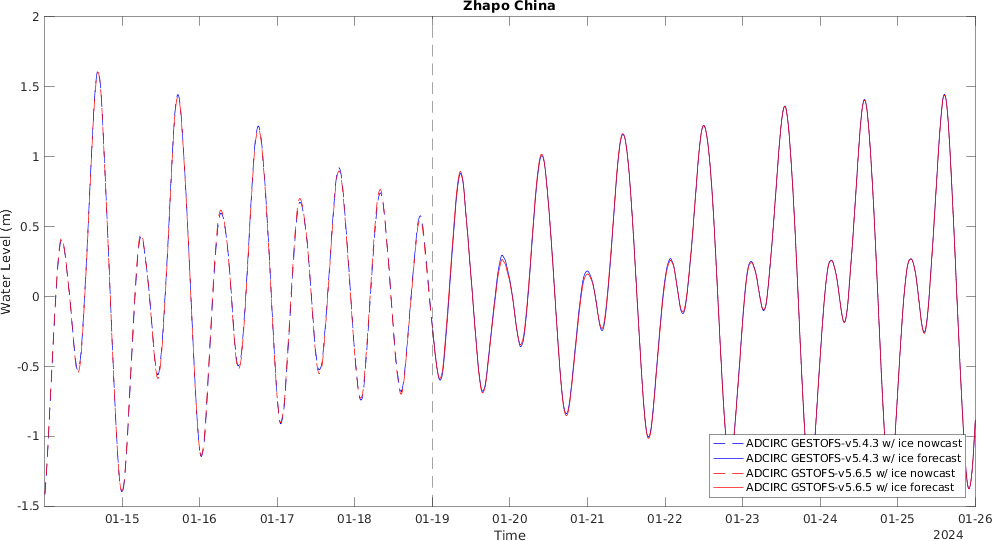 Zhapo China
2
1.5
1
0.5
0
-0.5
-1
-1.5
Water Level (m)
ADCIRC GESTOFS-v5.4.3 w/ ice nowcast
ADCIRC GESTOFS-v5.4.3 w/ ice forecast
ADCIRC GSTOFS-v5.6.5 w/ ice nowcast
ADCIRC GSTOFS-v5.6.5 w/ ice forecast
01-15 01-16 01-17 01-18 01-19 01-20 01-21 01-22 01-23 01-24 01-25 01-26
Time
2024